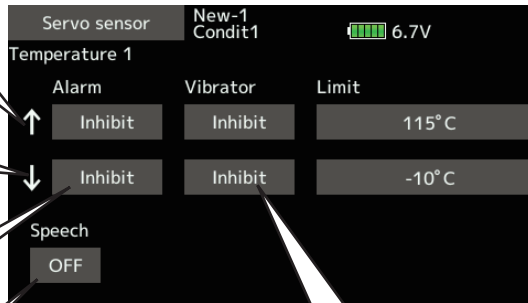 Servo sensor New-1
Condit1 6.7V
Temperature 1
Alarm Vibrator Limit
↑ Inhibit Inhibit 115°C
↓ Inhibit Inhibit -10°C
Speech
OFF